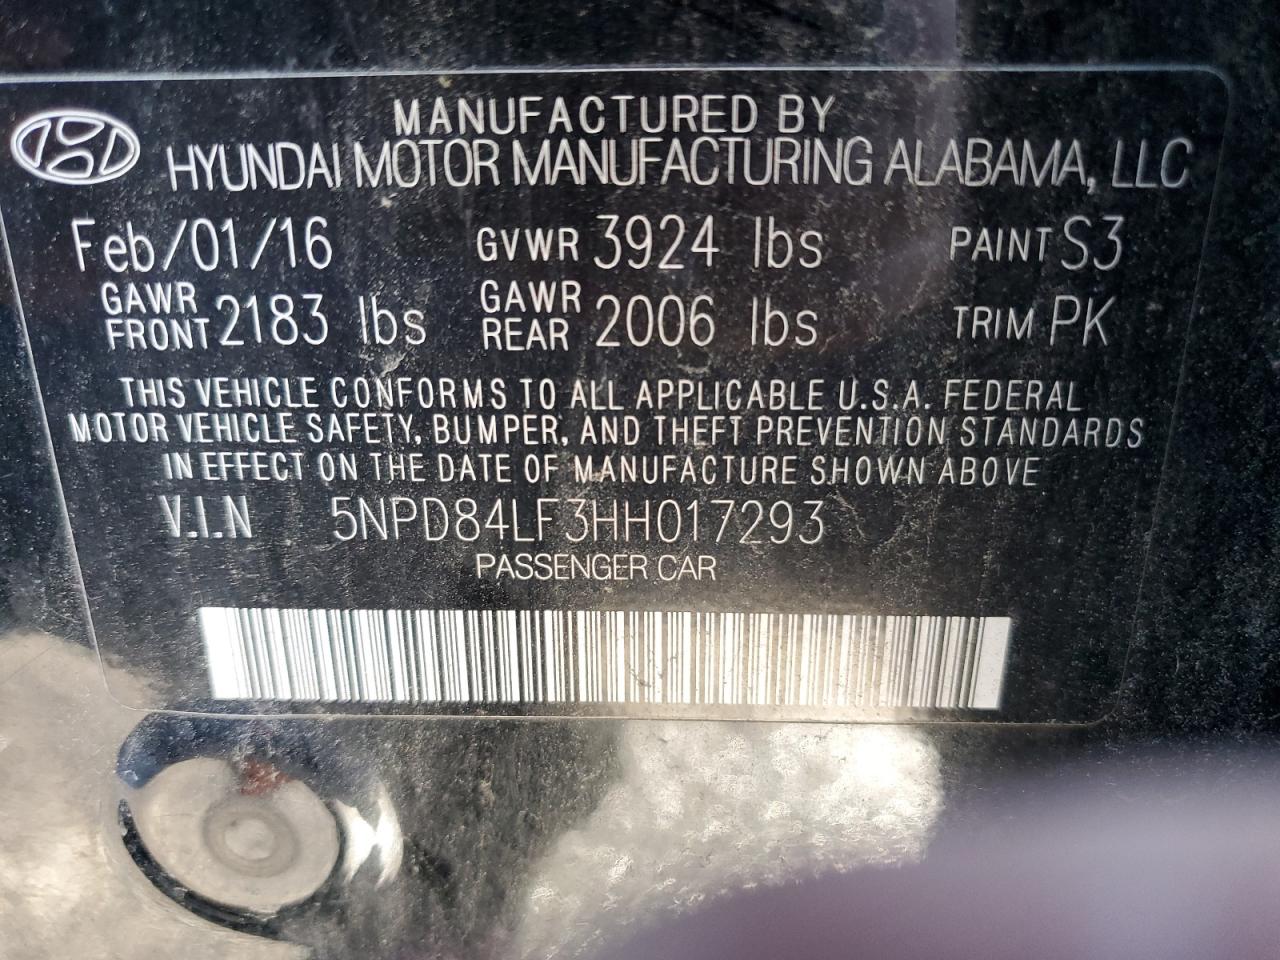 MANUFACTURED BY
HYUNDAI MOTOR MANUFACTURING ALABAMA, LLC
Feb/01/16 GVWR 3924 lbs PAINT S3
GAWR FRONT 2183 lbs GAWR REAR 2006 lbs TRIM PK
THIS VEHICLE CONFORMS TO ALL APPLICABLE U.S.A. FEDERAL
MOTOR VEHICLE SAFETY, BUMPER, AND THEFT PREVENTION STANDARDS
IN EFFECT ON THE DATE OF MANUFACTURE SHOWN ABOVE
V.I.N 5NPD84LF3HH017293
PASSENGER CAR